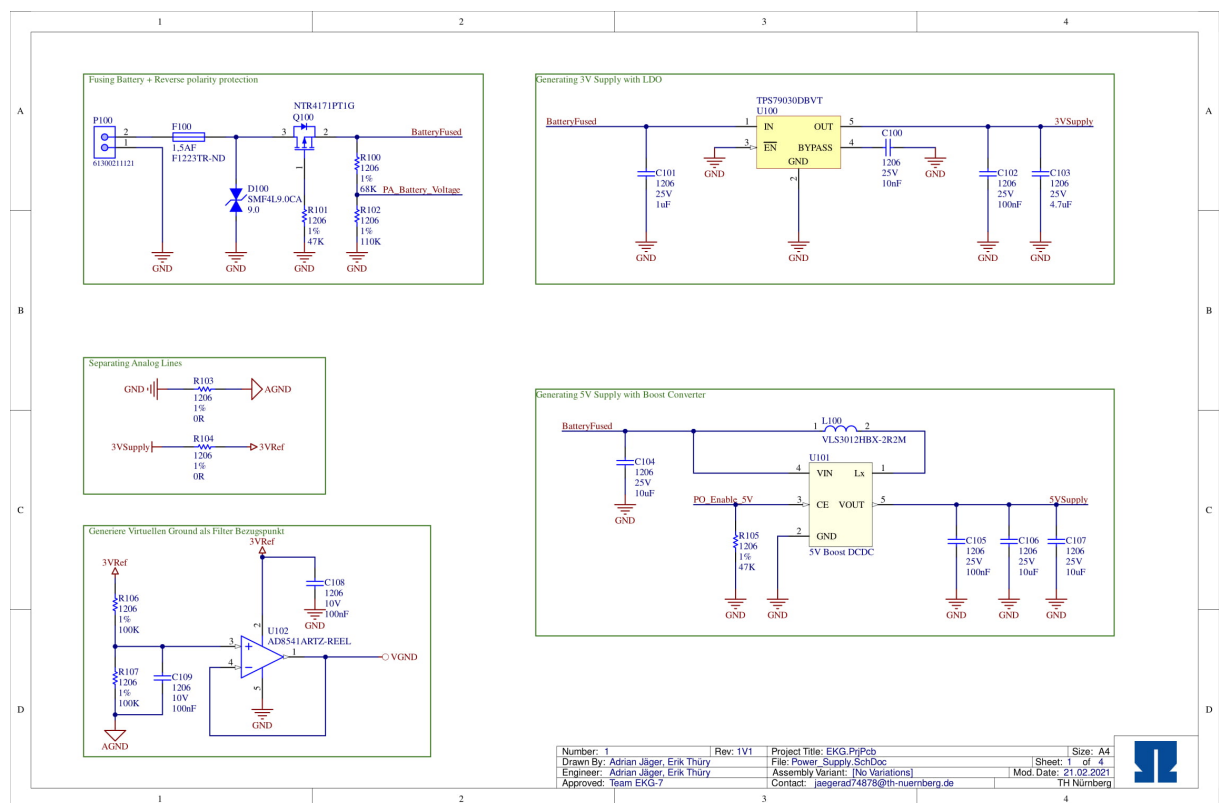 1 2 3 4
A
B
C
D
A
B
C
D
Fusing Battery + Reverse polarity protection
P100
2
1
61300211121
F100
1,5AF
F1223TR-ND
D100
SMF4L9.0CA
9.0
NTR4171PT1G
Q100
3
2
1
R101
1206
1%
47K
R100
1206
1%
68K
R102
1206
1%
110K
BatteryFused
PA_Battery_Voltage
GND
GND
GND
GND
Generating 3V Supply with LDO
BatteryFused
C101
1206
25V
1uF
GND
GND
TPS79030DBVT
U100
1
IN
OUT
5
3
EN
BYPASS
4
GND
2
GND
C100
1206
25V
10nF
GND
3VSupply
C102
1206
25V
100nF
C103
1206
25V
4.7uF
GND
GND
Separating Analog Lines
GND
R103
1206
1%
0R
AGND
3VSupply
R104
1206
1%
0R
3VRef
Generating 5V Supply with Boost Converter
BatteryFused
C104
1206
25V
10uF
GND
L100
1
2
VLS3012HBX-2R2M
U101
4
VIN
Lx
1
PO_Enable_5V
3
CE
VOUT
5
2
GND
5V Boost DCDC
R105
1206
1%
47K
GND
GND
5VSupply
C105
1206
25V
100nF
C106
1206
25V
10uF
C107
1206
25V
10uF
GND
GND
GND
Generiere Virtuellen Ground als Filter Bezugspunkt
3VRef
R106
1206
1%
100K
R107
1206
1%
100K
AGND
C109
1206
10V
100nF
3VRef
C108
1206
10V
100nF
GND
U102
AD8541ARTZ-REEL
2
3
4
1
5
GND
VGND
Number: 1 Rev: 1V1 Project Title: EKG.PrjPcb Size: A4
Drawn By: Adrian Jäger, Erik Thüry File: Power_Supply.SchDoc Sheet: 1 of 4
Engineer: Adrian Jäger, Erik Thüry Assembly Variant: [No Variations] Mod. Date: 21.02.2021
Approved: Team EKG-7 Contact: jaegerad74878@th-nuernberg.de TH Nürnberg
1 2 3 4